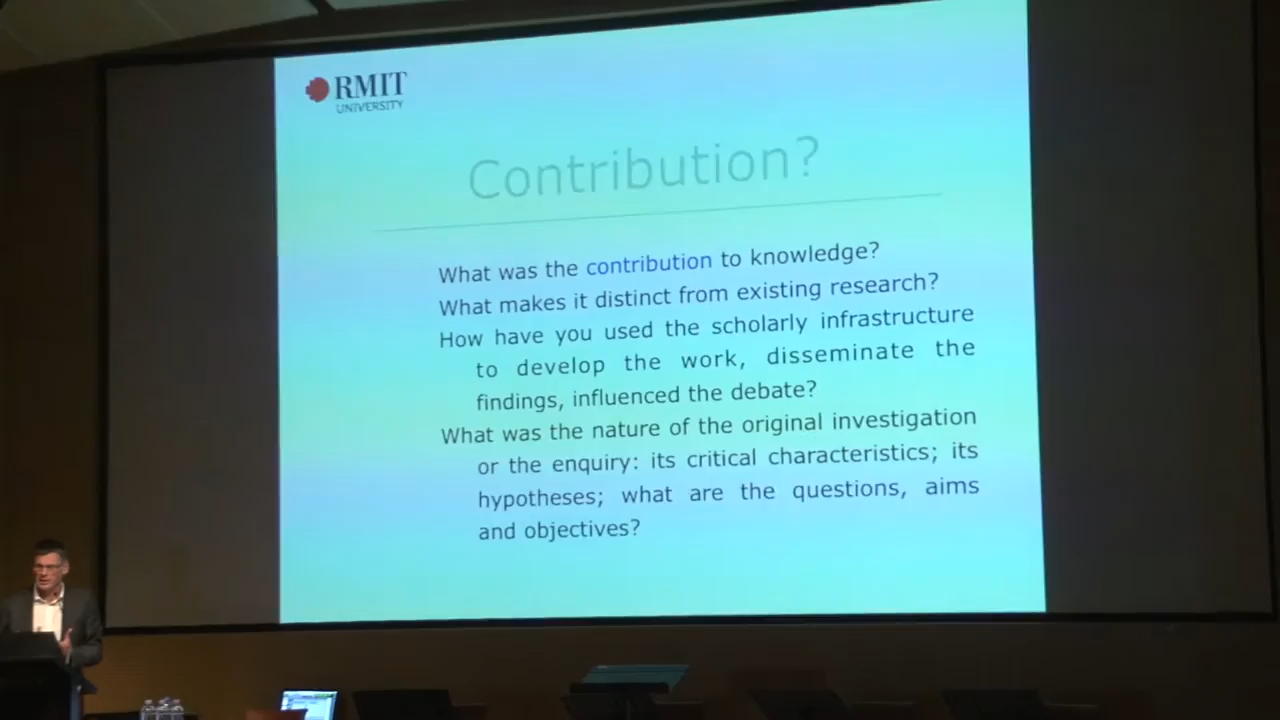 RMIT
UNIVERSITY
Contribution?
What was the contribution to knowledge?
What makes it distinct from existing research?
How have you used the scholarly infrastructure
to develop the work, disseminate the
findings, influenced the debate?
What was the nature of the original investigation
or the enquiry: its critical characteristics; its
hypotheses; what are the questions, aims
and objectives?